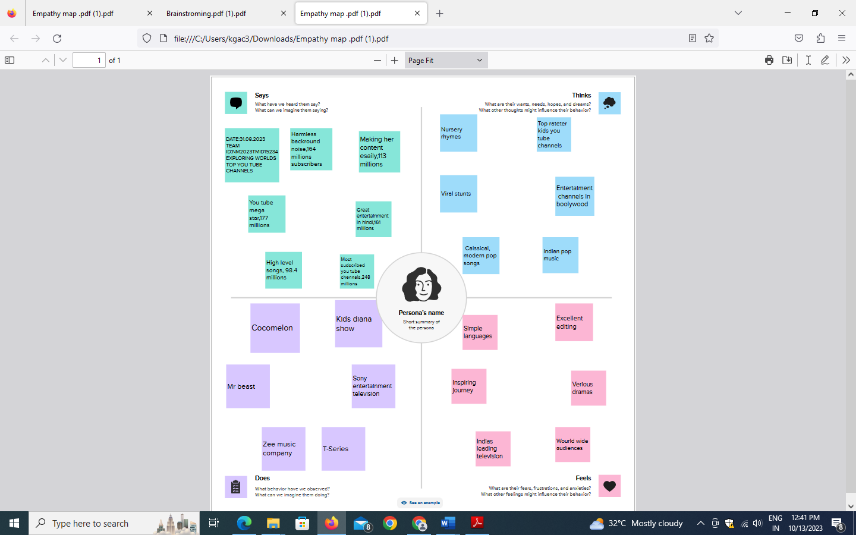 Empathy map .pdf (1).pdf
Brainstroming.pdf (1).pdf
Empathy map .pdf (1).pdf
file:///C:/Users/kgac3/Downloads/Empathy map .pdf (1).pdf
1 of 1
Page Fit
Says
What have we heard them say?
What can we imagine them saying?
Thinks
What are their wants, needs, hopes, and dreams?
What other thoughts might influence their behavior?
DATE:31.08.2023
TEAM
EXPLORING WORLDS
TOP YOU TUBE
CHANNELS
Harmless
backround
noise,164
millions
subscribers
Making her
content
easily,113
millions
Nursery
rhymes
kids you
tube
channels
You tube
mega
star,177
millions
Great
entertainment
in hindi,161
millions
Viral stunts
Entertaiment
channels in
boolywood
High level
songs, 98.4
millions
Most
subscribed
you tube
channels,248
millions
Calssical,
modern pop
songs
Indian pop
music
Persona's name
Short summary of
the persona
Cocomelon
Kids diana
show
Simple
languages
Excellent
editing
Mr beast
Sony
entertainment
television
Inspiring
journey
Verious
dramas
Zee music
company
T-Series
Indias
leading
television
Would wide
audiences
Does
What behavior have we observed?
What can we imagine them doing?
Feels
What are their fears, frustrations, and anxieties?
What other feelings might influence their behavior?
See an example
Type here to search
8
32°C Mostly cloudy
ENG
IN
12:41 PM
10/13/2023
8